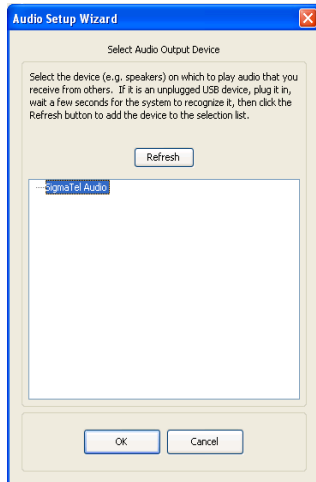 Audio Setup Wizard
Select Audio Output Device
Select the device (e.g. speakers) on which to play audio that you
receive from others. If it is an unplugged USB device, plug it in,
wait a few seconds for the system to recognize it, then click the
Refresh button to add the device to the selection list.
Refresh
SigmaTel Audio
OK
Cancel